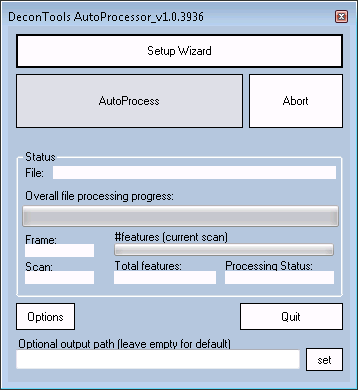 DeconTools AutoProcessor_v1.0.3936
Setup Wizard
AutoProcess
Abort
Status
File:
Overall file processing progress:
Frame:
#features (current scan)
Scan:
Total features:
Processing Status:
Options
Quit
Optional output path (leave empty for default)
set